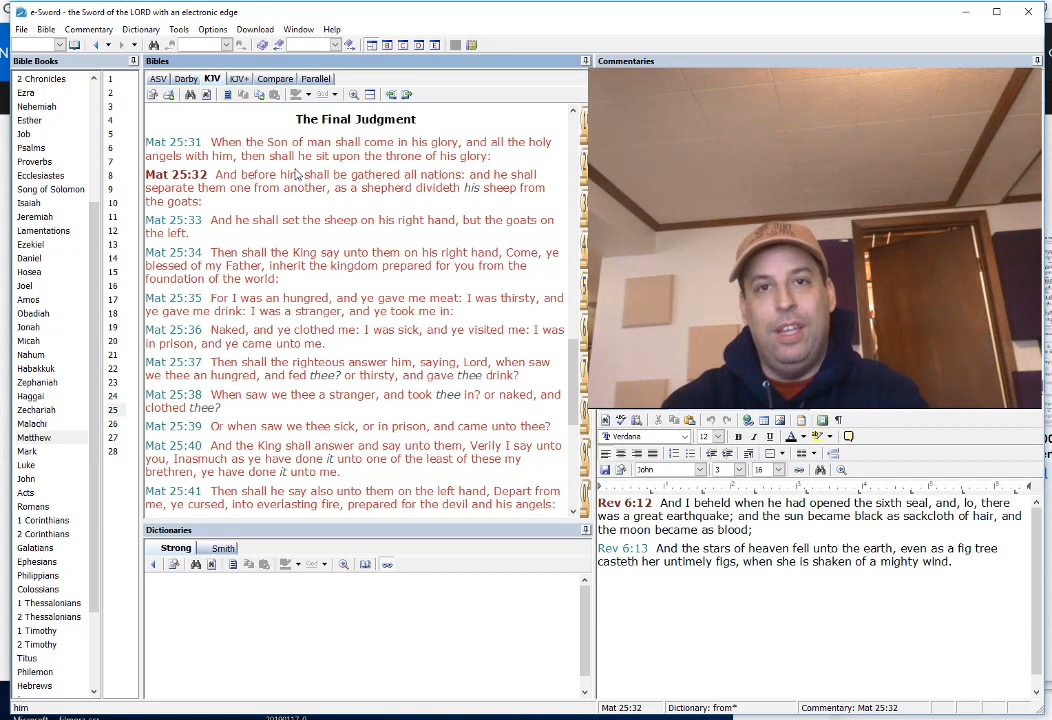 e-Sword - the Sword of the LORD with an electronic edge
File Bible Commentary Dictionary Tools Options Download Window Help
B C D E
Bible Books
2 Chronicles
Ezra
Nehemiah
Esther
Job
Psalms
Proverbs
Ecclesiastes
Song of Solomon
Isaiah
Jeremiah
Lamentations
Ezekiel
Daniel
Hosea
Joel
Amos
Obadiah
Jonah
Micah
Nahum
Habakkuk
Zephaniah
Haggai
Zechariah
Malachi
Matthew
Mark
Luke
John
Acts
Romans
1 Corinthians
2 Corinthians
Galatians
Ephesians
Philippians
Colossians
1 Thessalonians
2 Thessalonians
1 Timothy
2 Timothy
Titus
Philemon
Hebrews
1
2
3
4
5
6
7
8
9
10
11
12
13
14
15
16
17
18
19
20
21
22
23
24
25
26
27
28
Bibles
ASV Darby KJV KJV+ Compare Parallel
God
The Final Judgment
Mat 25:31 When the Son of man shall come in his glory, and all the holy
angels with him, then shall he sit upon the throne of his glory:
Mat 25:32 And before him shall be gathered all nations: and he shall
separate them one from another, as a shepherd divideth his sheep from
the goats:
Mat 25:33 And he shall set the sheep on his right hand, but the goats on
the left.
Mat 25:34 Then shall the King say unto them on his right hand, Come, ye
blessed of my Father, inherit the kingdom prepared for you from the
foundation of the world:
Mat 25:35 For I was an hungred, and ye gave me meat: I was thirsty, and
ye gave me drink: I was a stranger, and ye took me in:
Mat 25:36 Naked, and ye clothed me: I was sick, and ye visited me: I was
in prison, and ye came unto me.
Mat 25:37 Then shall the righteous answer him, saying, Lord, when saw
we thee an hungred, and fed thee? or thirsty, and gave thee drink?
Mat 25:38 When saw we thee a stranger, and took thee in? or naked, and
clothed thee?
Mat 25:39 Or when saw we thee sick, or in prison, and came unto thee?
Mat 25:40 And the King shall answer and say unto them, Verily I say unto
you, Inasmuch as ye have done it unto one of the least of these my
brethren, ye have done it unto me.
Mat 25:41 Then shall he say also unto them on the left hand, Depart from
me, ye cursed, into everlasting fire, prepared for the devil and his angels:
Dictionaries
Strong Smith
God
Commentaries
Verdana 12 B I U A ab
John 3 16
1 2 3 4 5 6
Rev 6:12 And I beheld when he had opened the sixth seal, and, lo, there
was a great earthquake; and the sun became black as sackcloth of hair, and
the moon became as blood;
Rev 6:13 And the stars of heaven fell unto the earth, even as a fig tree
casteth her untimely figs, when she is shaken of a mighty wind.
him
Mat 25:32 Dictionary: from* Commentary: Mat 25:32